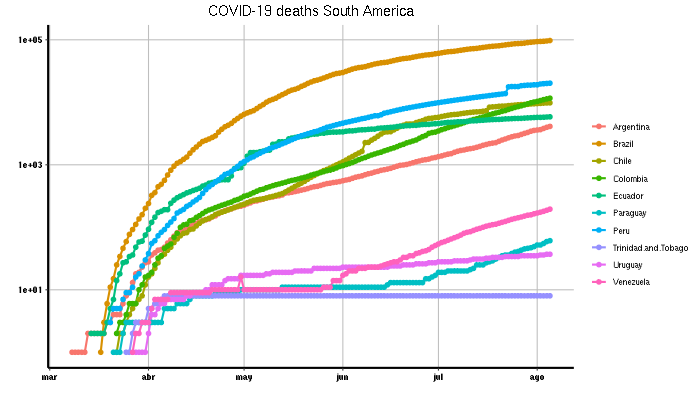 COVID-19 deaths South America
1e+05
1e+03
1e+01
mar abr may jun jul ago
Argentina
Brazil
Chile
Colombia
Ecuador
Paraguay
Peru
Trinidad.and.Tobago
Uruguay
Venezuela